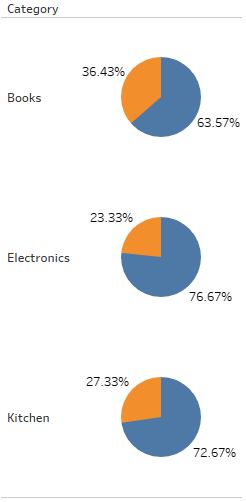 Category
36.43%
Books
63.57%
23.33%
Electronics
76.67%
27.33%
Kitchen
72.67%